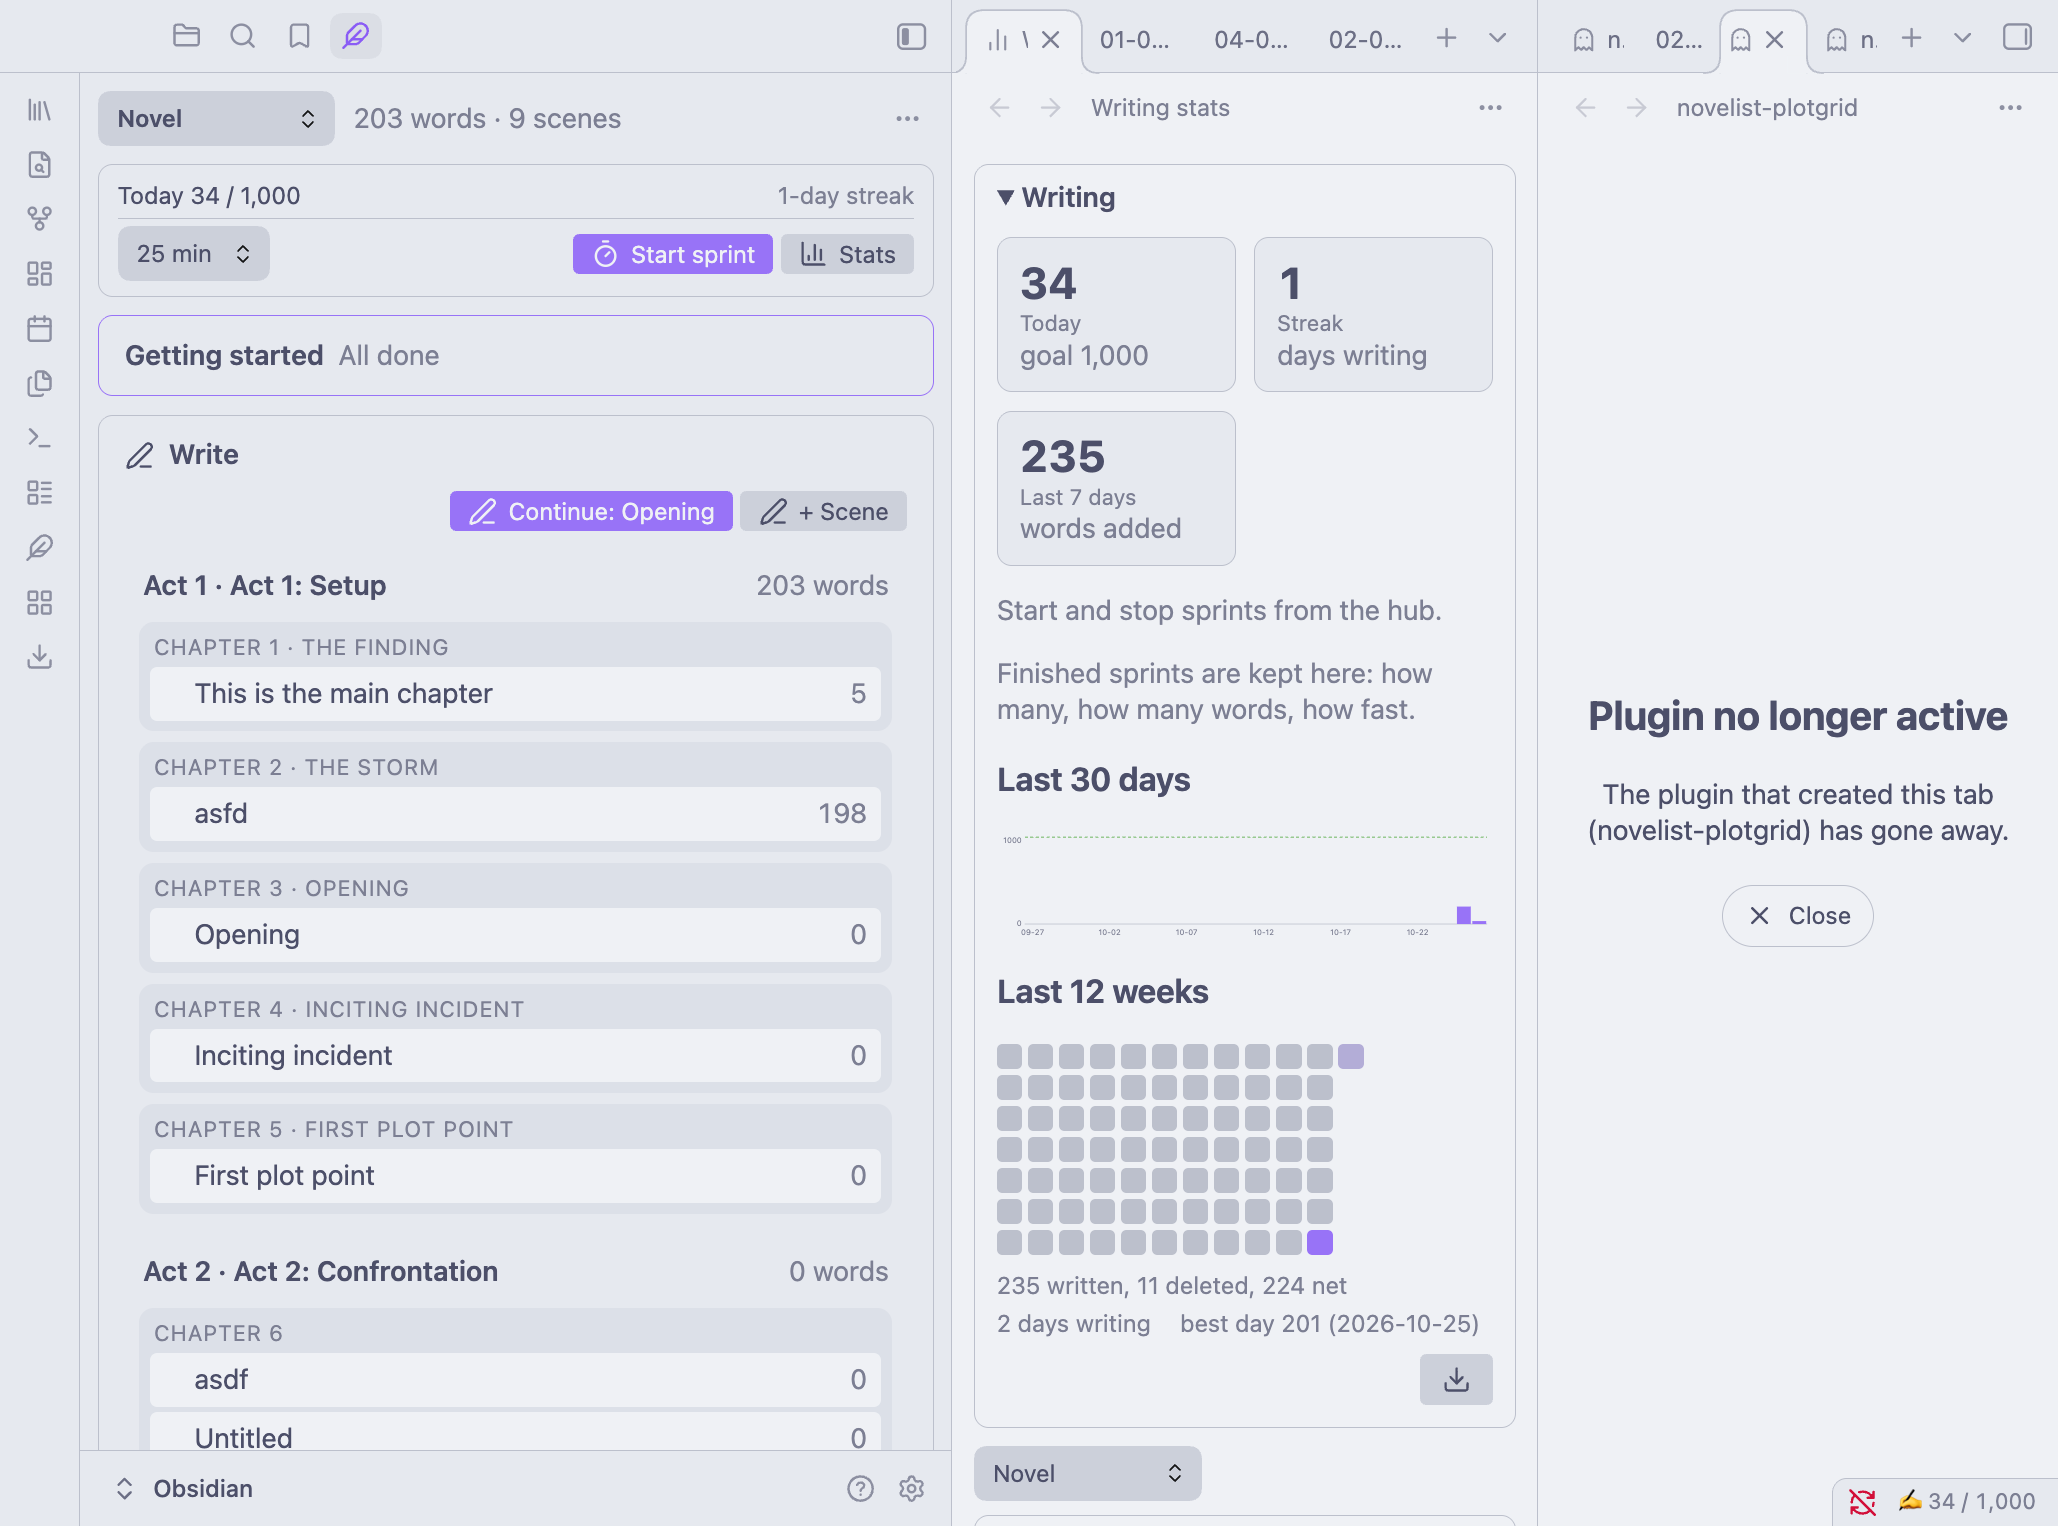 Novel
203 words · 9 scenes
Today 34 / 1,000
1-day streak
25 min
Start sprint
Stats
Getting started All done
Write
Continue: Opening
+ Scene
Act 1 · Act 1: Setup
203 words
CHAPTER 1 · THE FINDING
This is the main chapter
5
CHAPTER 2 · THE STORM
asfd
198
CHAPTER 3 · OPENING
Opening
0
CHAPTER 4 · INCITING INCIDENT
Inciting incident
0
CHAPTER 5 · FIRST PLOT POINT
First plot point
0
Act 2 · Act 2: Confrontation
0 words
CHAPTER 6
asdf
0
Untitled
0
Obsidian
01-0...
04-0...
02-0...
Writing stats
Writing
34
Today
goal 1,000
1
Streak
days writing
235
Last 7 days
words added
Start and stop sprints from the hub.
Finished sprints are kept here: how
many, how many words, how fast.
Last 30 days
1000
0
09-27
10-02
10-07
10-12
10-17
10-22
Last 12 weeks
235 written, 11 deleted, 224 net
2 days writing
best day 201 (2026-10-25)
Novel
n.
02...
n.
novelist-plotgrid
Plugin no longer active
The plugin that created this tab
(novelist-plotgrid) has gone away.
Close
✍️ 34 / 1,000